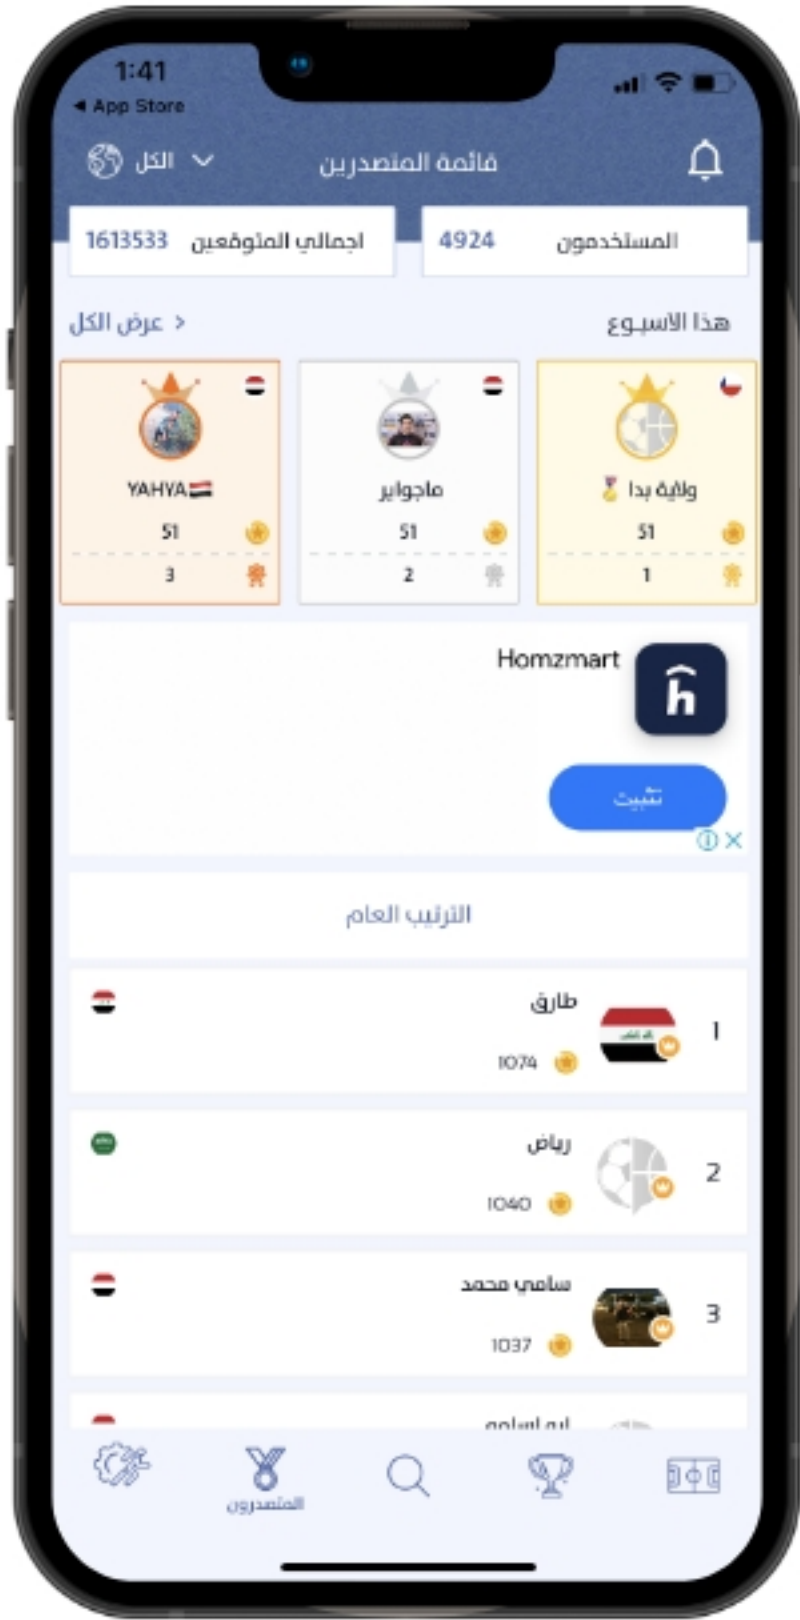 1:41
◀ App Store
قائمة المتصدرين
الكل
المستخدمون 4924
اجمالي المتوقعين 1613533
هذا الاسبوع
عرض الكل >
ولاية بدا 🏅
51
1
ماجواير
51
2
YAHYA🇾🇪
51
3
Homzmart
تثبيت
الترتيب العام
1
طارق
1074
2
رياض
1040
3
سامي محمد
1037
المتصدرون